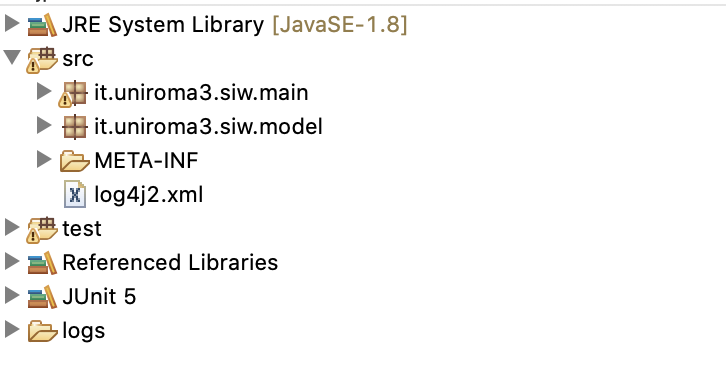 JRE System Library [JavaSE-1.8]
src
it.uniroma3.siw.main
it.uniroma3.siw.model
META-INF
log4j2.xml
test
Referenced Libraries
JUnit 5
logs